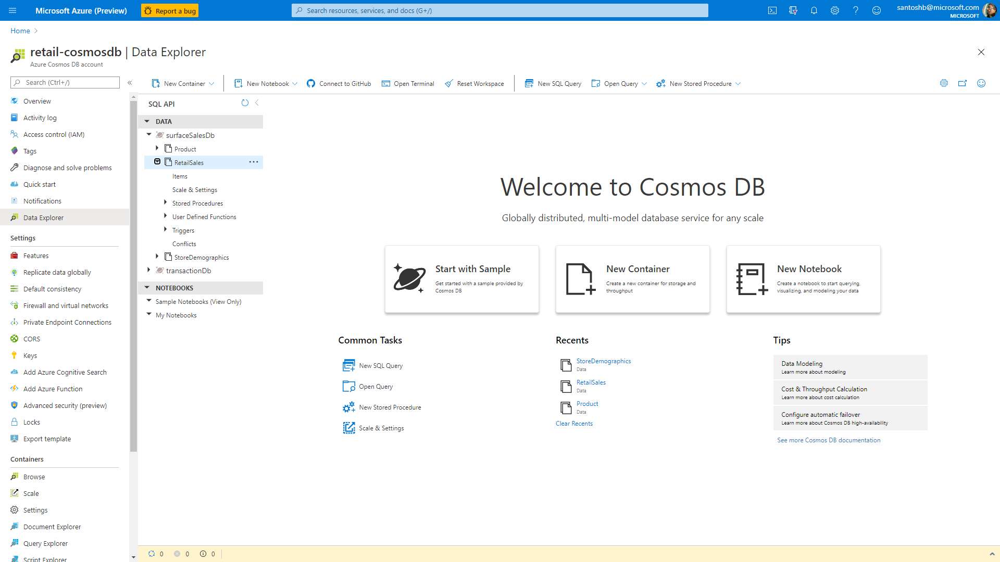 Microsoft Azure (Preview)
Report a bug
Search resources, services, and docs (G+/)
santoshb@microsoft.com
MICROSOFT
Home
retail-cosmosdb | Data Explorer
Azure Cosmos DB account
Search (Ctrl+/)
Overview
Activity log
Access control (IAM)
Tags
Diagnose and solve problems
Quick start
Notifications
Data Explorer
Settings
Features
Replicate data globally
Default consistency
Firewall and virtual networks
Private Endpoint Connections
CORS
Keys
Add Azure Cognitive Search
Add Azure Function
Advanced security (preview)
Locks
Export template
Containers
Browse
Scale
Settings
Document Explorer
Query Explorer
Script Explorer
New Container
New Notebook
Connect to GitHub
Open Terminal
Reset Workspace
New SQL Query
Open Query
New Stored Procedure
SQL API
DATA
surfaceSalesDb
Product
RetailSales
Items
Scale & Settings
Stored Procedures
User Defined Functions
Triggers
Conflicts
StoreDemographics
transactionDb
NOTEBOOKS
Sample Notebooks (View Only)
My Notebooks
Welcome to Cosmos DB
Globally distributed, multi-model database service for any scale
Start with Sample
Get started with a sample provided by
Cosmos DB
New Container
Create a new container for storage and
throughput
New Notebook
Create a notebook to start querying,
visualizing, and modeling your data
Common Tasks
New SQL Query
Open Query
New Stored Procedure
Scale & Settings
Recents
StoreDemographics
Data
RetailSales
Data
Product
Data
Clear Recents
Tips
Data Modeling
Learn more about modeling
Cost & Throughput Calculation
Learn more about cost calculation
Configure automatic failover
Learn more about Cosmos DB high-availability
See more Cosmos DB documentation
0
0
0